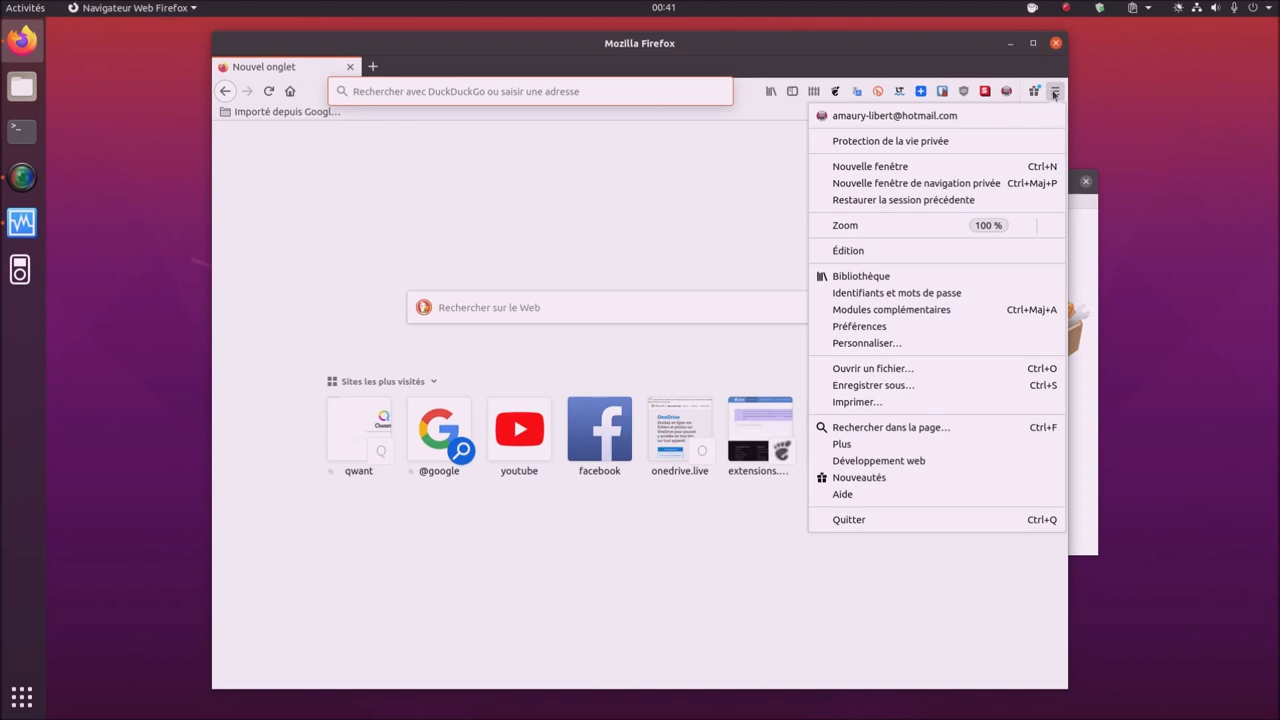 Activités
Navigateur Web Firefox
00:41
Mozilla Firefox
Nouvel onglet
Rechercher avec DuckDuckGo ou saisir une adresse
Importé depuis Googl…
amaury-libert@hotmail.com
Protection de la vie privée
Nouvelle fenêtre Ctrl+N
Nouvelle fenêtre de navigation privée Ctrl+Maj+P
Restaurer la session précédente
Zoom 100 %
Édition
Bibliothèque
Identifiants et mots de passe
Modules complémentaires Ctrl+Maj+A
Préférences
Personnaliser…
Ouvrir un fichier… Ctrl+O
Enregistrer sous… Ctrl+S
Imprimer…
Rechercher dans la page… Ctrl+F
Plus
Développement web
Nouveautés
Aide
Quitter Ctrl+Q
Rechercher sur le Web
Sites les plus visités
qwant
@google
youtube
facebook
onedrive.live
extensions.…